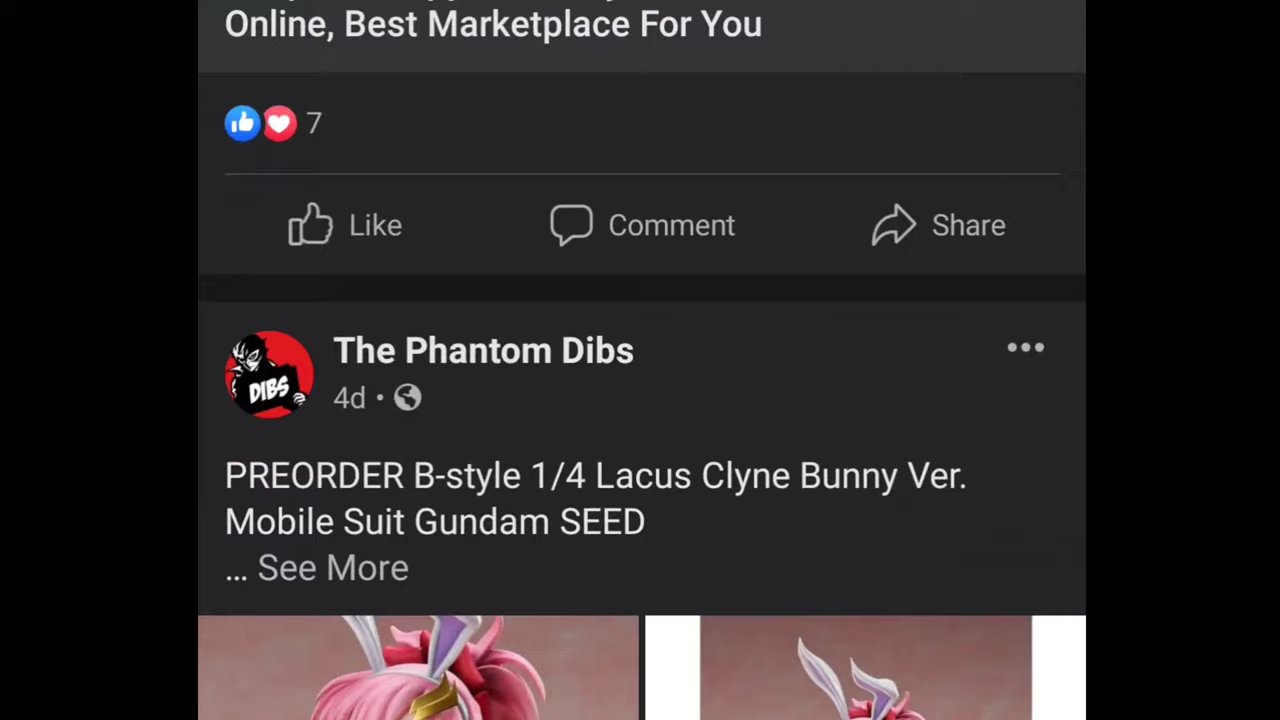 Online, Best Marketplace For You
7
Like
Comment
Share
The Phantom Dibs
DIBS
4d •
PREORDER B-style 1/4 Lacus Clyne Bunny Ver.
Mobile Suit Gundam SEED
... See More